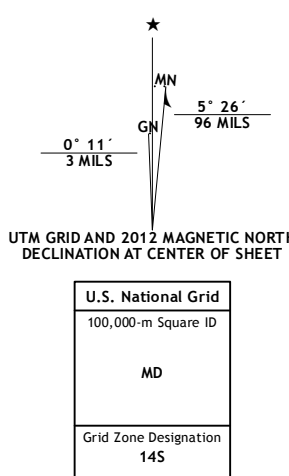 ★
MN
GN
5° 26´
96 MILS
0° 11´
3 MILS
UTM GRID AND 2012 MAGNETIC NORTH
DECLINATION AT CENTER OF SHEET
U.S. National Grid
100,000-m Square ID
MD
Grid Zone Designation
14S